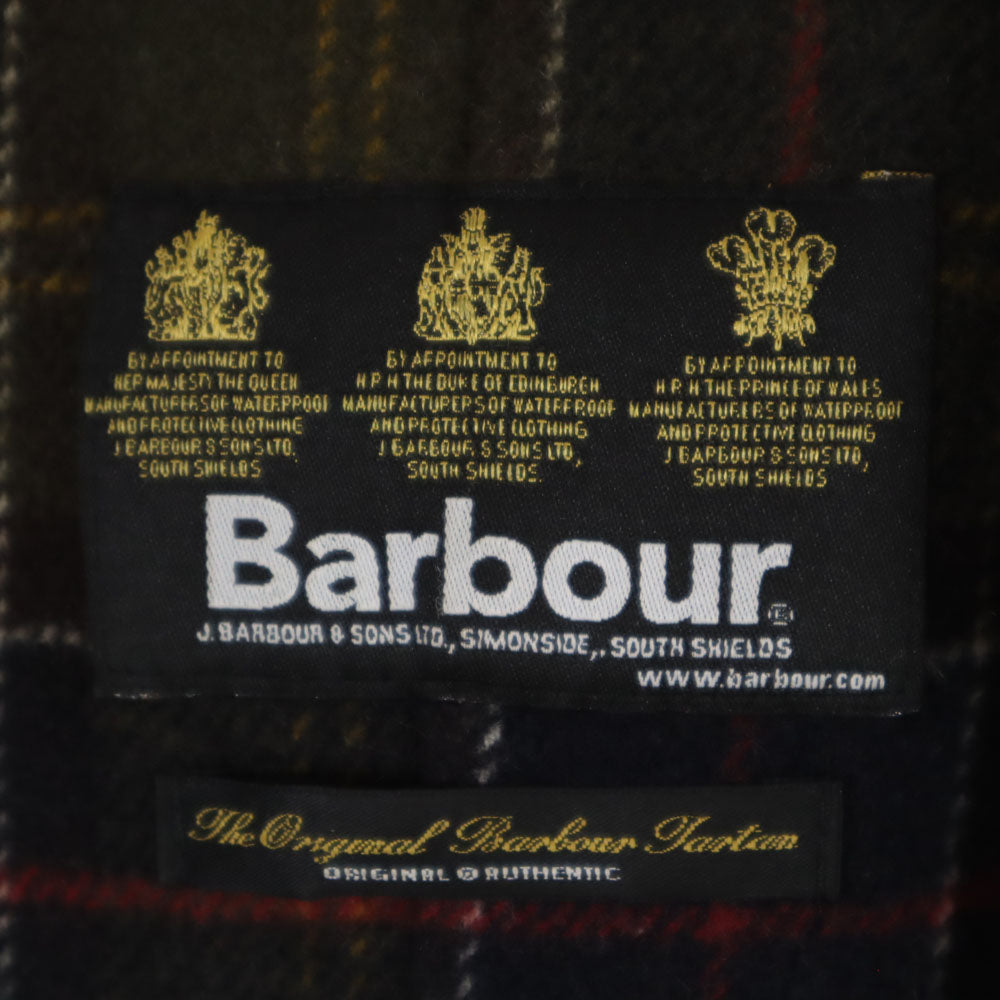 BY APPOINTMENT TO
HER MAJESTY THE QUEEN
MANUFACTURERS OF WATERPROOF
AND PROTECTIVE CLOTHING
J BARBOUR & SONS LTD,
SOUTH SHIELDS
BY APPOINTMENT TO
H.R.H THE DUKE OF EDINBURGH
MANUFACTURERS OF WATERPROOF
AND PROTECTIVE CLOTHING
J BARBOUR & SONS LTD,
SOUTH SHIELDS.
BY APPOINTMENT TO
H.R.H THE PRINCE OF WALES
MANUFACTURERS OF WATERPROOF
AND PROTECTIVE CLOTHING
J BARBOUR & SONS LTD,
SOUTH SHIELDS
Barbour®
J. BARBOUR & SONS LTD., SIMONSIDE,. SOUTH SHIELDS
www.barbour.com
The Original Barbour Tartan
ORIGINAL ® AUTHENTIC